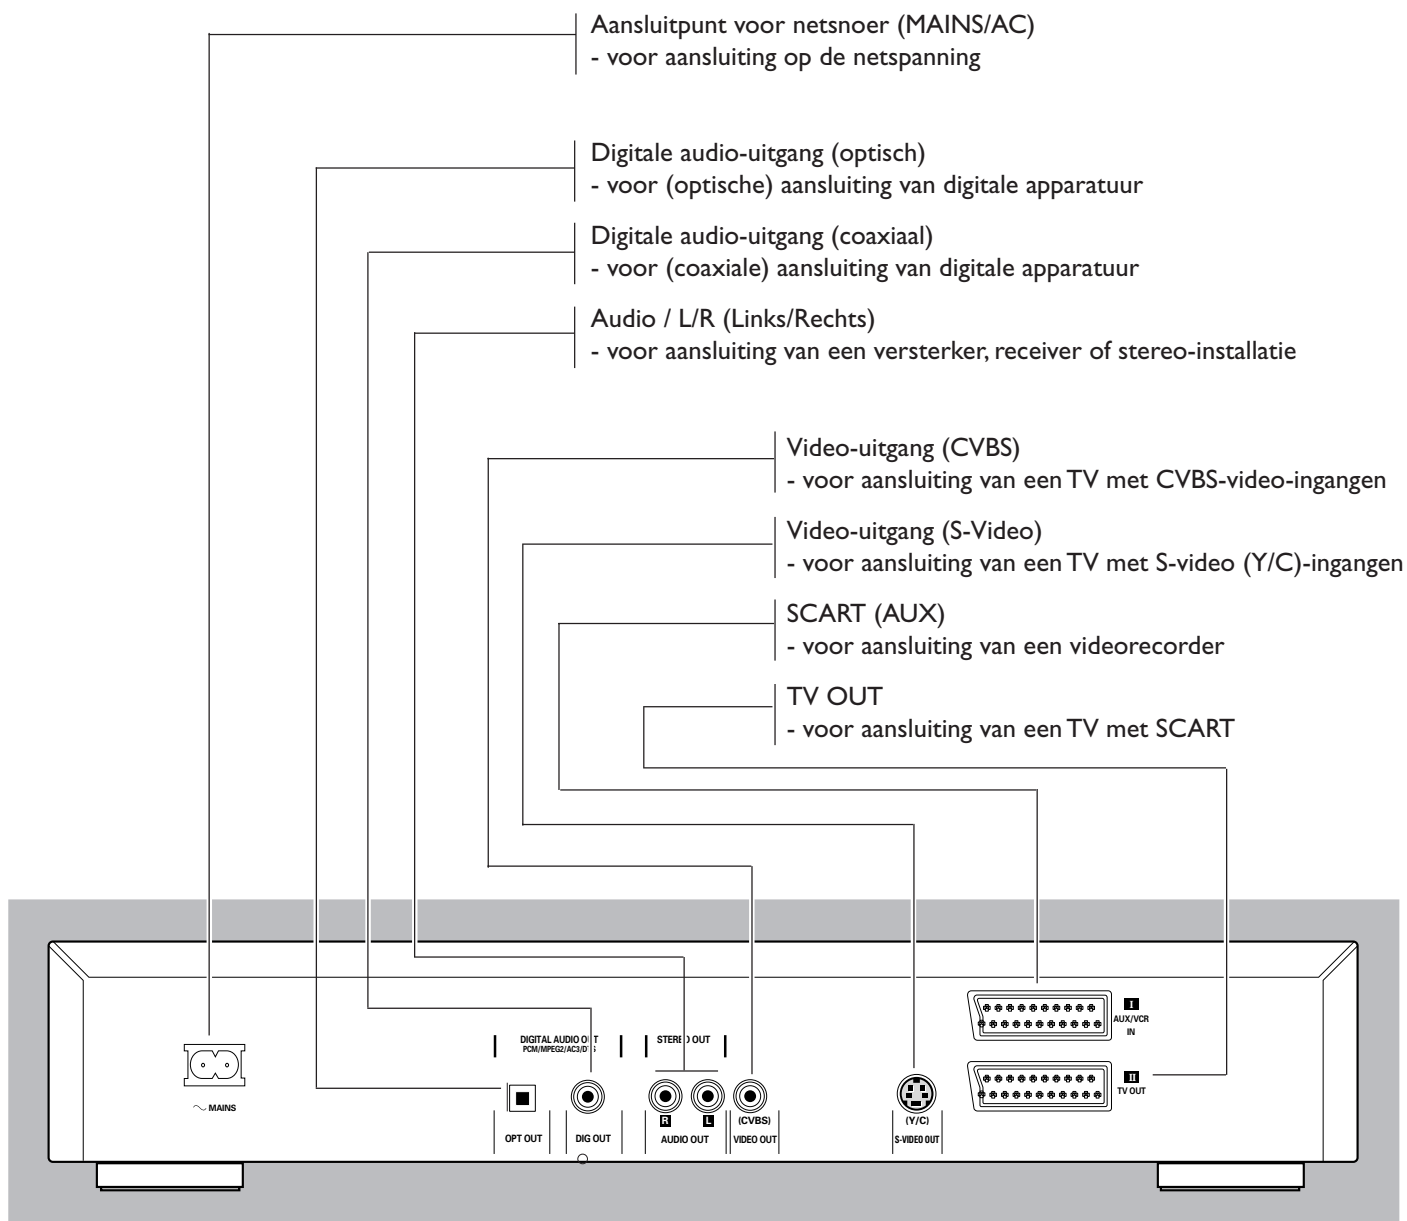 Aansluitpunt voor netsnoer (MAINS/AC)
- voor aansluiting op de netspanning
Digitale audio-uitgang (optisch)
- voor (optische) aansluiting van digitale apparatuur
Digitale audio-uitgang (coaxiaal)
- voor (coaxiale) aansluiting van digitale apparatuur
Audio / L/R (Links/Rechts)
- voor aansluiting van een versterker, receiver of stereo-installatie
Video-uitgang (CVBS)
- voor aansluiting van een TV met CVBS-video-ingangen
Video-uitgang (S-Video)
- voor aansluiting van een TV met S-video (Y/C)-ingangen
SCART (AUX)
- voor aansluiting van een videorecorder
TV OUT
- voor aansluiting van een TV met SCART
I
AUX/VCR
IN
DIGITAL AUDIO OUT
PCM/MPEG2/AC3/DTS
STEREO OUT
II
TV OUT
~ MAINS
R
L
(CVBS)
(Y/C)
OPT OUT
DIG OUT
AUDIO OUT
VIDEO OUT
S-VIDEO OUT